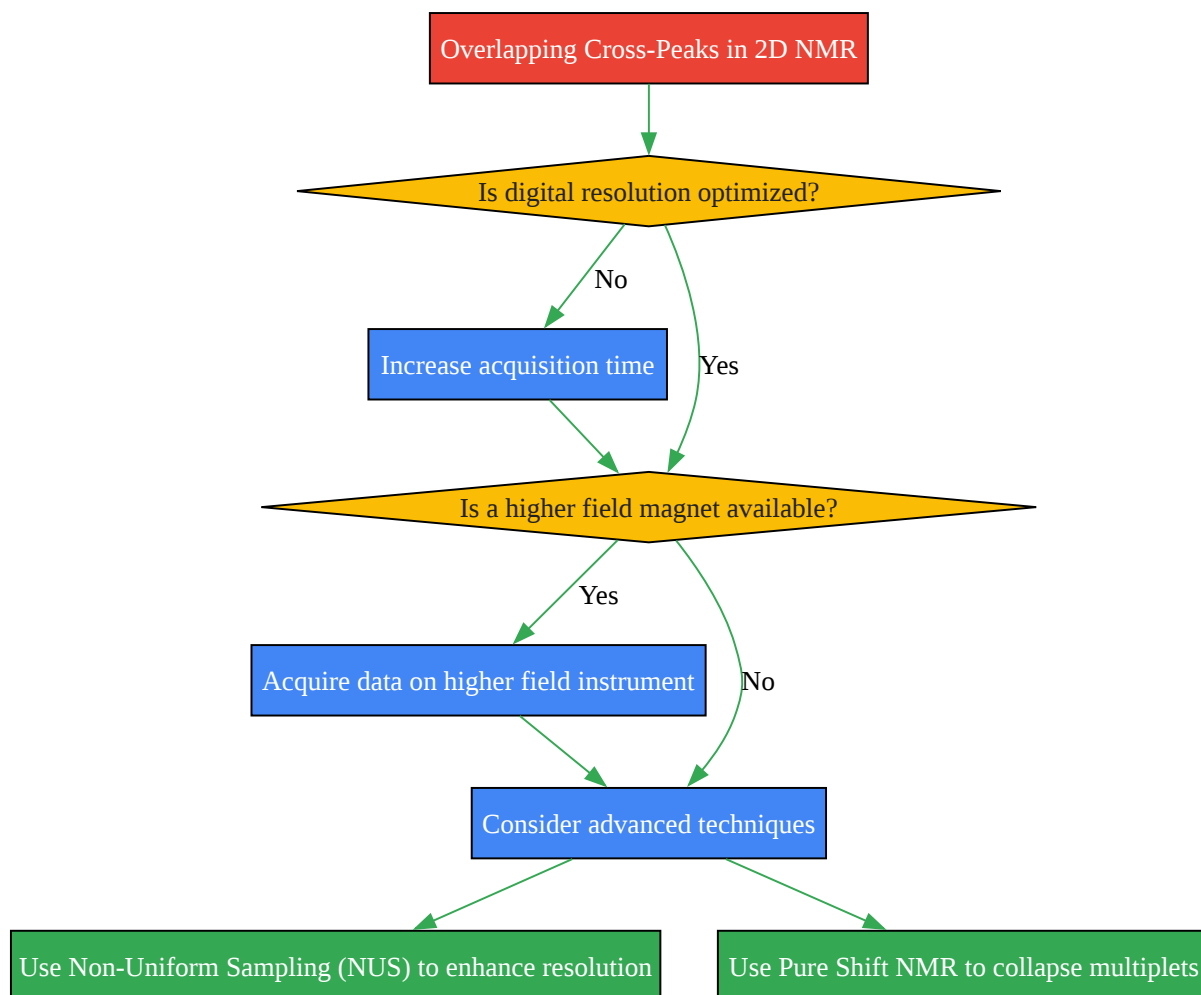 Overlapping Cross-Peaks in 2D NMR
Is digital resolution optimized?
No
Increase acquisition time
Yes
Is a higher field magnet available?
Yes
Acquire data on higher field instrument
No
Consider advanced techniques
Use Non-Uniform Sampling (NUS) to enhance resolution
Use Pure Shift NMR to collapse multiplets